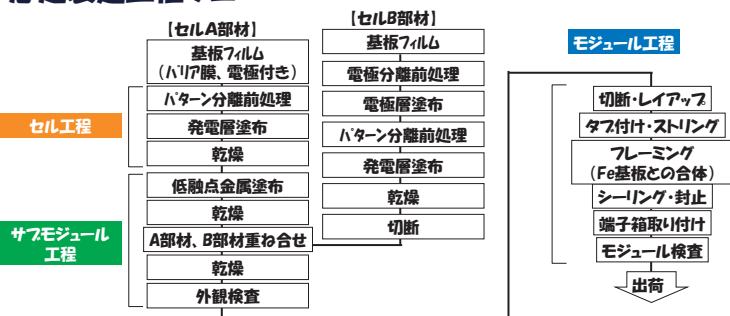 【セルA部材】
基板フィルム
(バリア膜、電極付き)
パターン分離前処理
発電層塗布
乾燥
低融点金属塗布
乾燥
A部材、B部材重ね合せ
乾燥
外観検査
セル工程
サブモジュール
工程
【セルB部材】
基板フィルム
電極分離前処理
電極層塗布
パターン分離前処理
発電層塗布
乾燥
切断
モジュール工程
切断・レイアップ
タブ付け・ストリング
フレーミング
(Fe基板との合体)
シーリング・封止
端子箱取り付け
モジュール検査
出荷